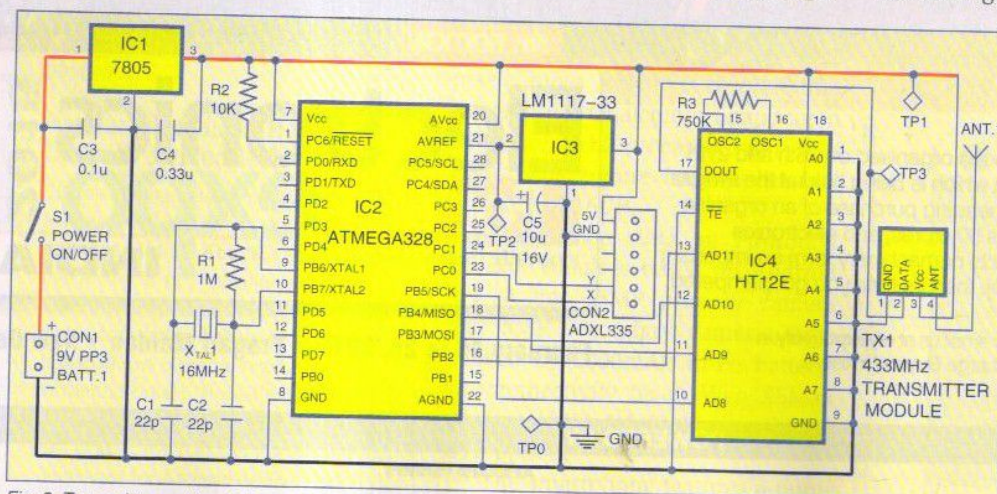 1
IC1
7805
3
2
C3
0.1u
C4
0.33u
R2
10K
S1
POWER
ON/OFF
CON1
9V PP3
BATT.1
+
−
R1
1M
XTAL1
16MHz
C1
22p
C2
22p
7 Vcc
1 PC6/RESET
2 PD0/RXD
3 PD1/TXD
4 PD2
5 PD3
6 PD4
9 PB6/XTAL1
10 PB7/XTAL2
11 PD5
12 PD6
13 PD7
14 PB0
8 GND
IC2
ATMEGA328
AVcc 20
AVREF 21
PC5/SCL 28
PC4/SDA 27
PC3 26
PC2 25
PC1 24
PC0 23
PB5/SCK 19
PB4/MISO 18
PB3/MOSI 17
PB2 16
PB1 15
AGND 22
LM1117-33
2
IC3
3
1
+
C5
10u
16V
TP2
5V
GND
Y
X
CON2
ADXL335
TP0
GND
R3
750K
15
16
18
OSC2
OSC1
Vcc
17 DOUT
14 TE
13 AD11
12 AD10
11 AD9
10 AD8
IC4
HT12E
A0 1
A1 2
A2 3
A3 4
A4 5
A5 6
A6 7
A7 8
GND 9
TP1
ANT.
TP3
GND
DATA
Vcc
ANT
1 2 3 4
TX1
433MHz
TRANSMITTER
MODULE